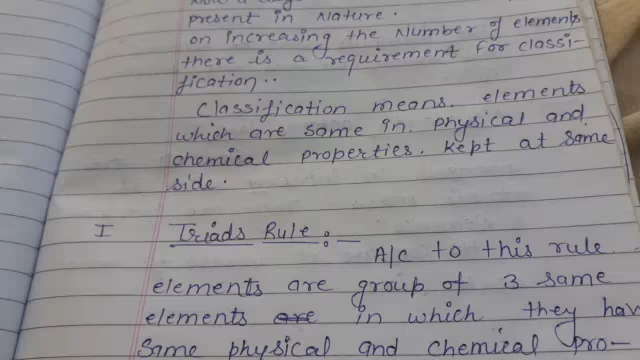 present in Nature.
on increasing the Number of elements
there is a requirement for classi-
fication..
Classification means. elements
which are same in physical and
chemical properties. Kept at same
side.
I Triads Rule:-
A/c to this rule
elements are group of 3 same
elements are in which they hav
same physical and chemical pro-